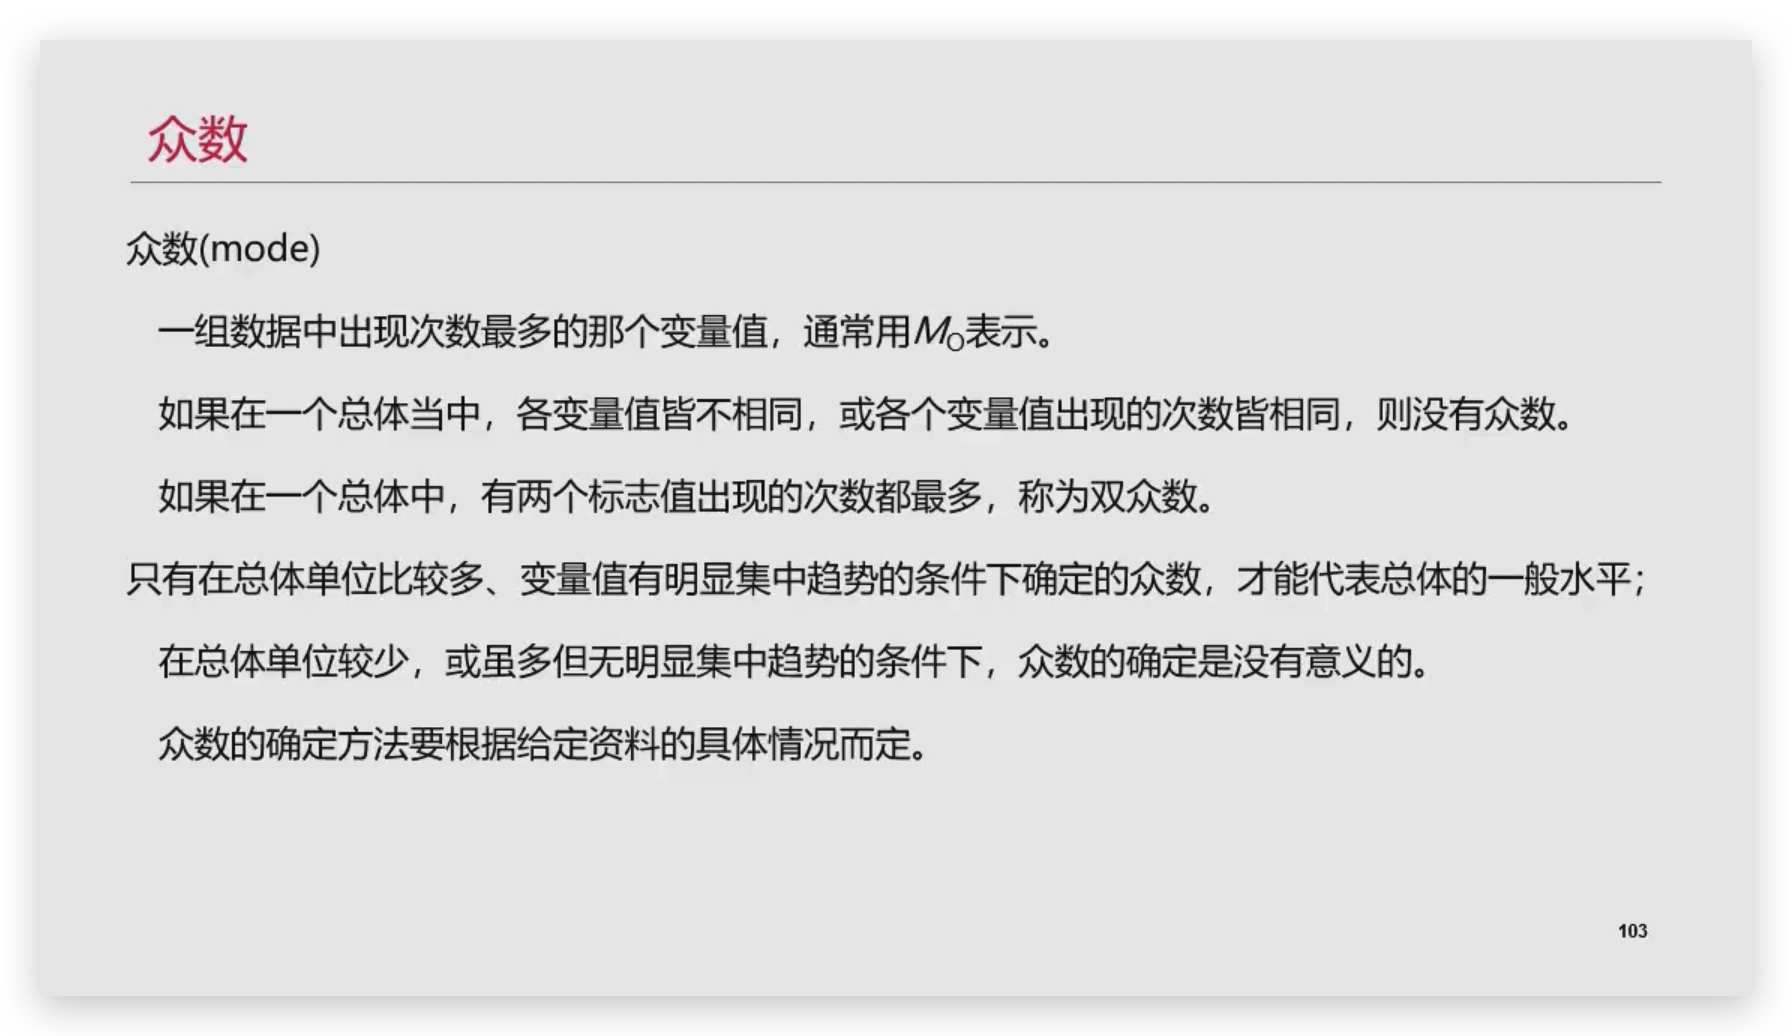 众数
众数(mode)
一组数据中出现次数最多的那个变量值，通常用MO表示。
如果在一个总体当中，各变量值皆不相同，或各个变量值出现的次数皆相同，则没有众数。
如果在一个总体中，有两个标志值出现的次数都最多，称为双众数。
只有在总体单位比较多、变量值有明显集中趋势的条件下确定的众数，才能代表总体的一般水平；
在总体单位较少，或虽多但无明显集中趋势的条件下，众数的确定是没有意义的。
众数的确定方法要根据给定资料的具体情况而定。
103